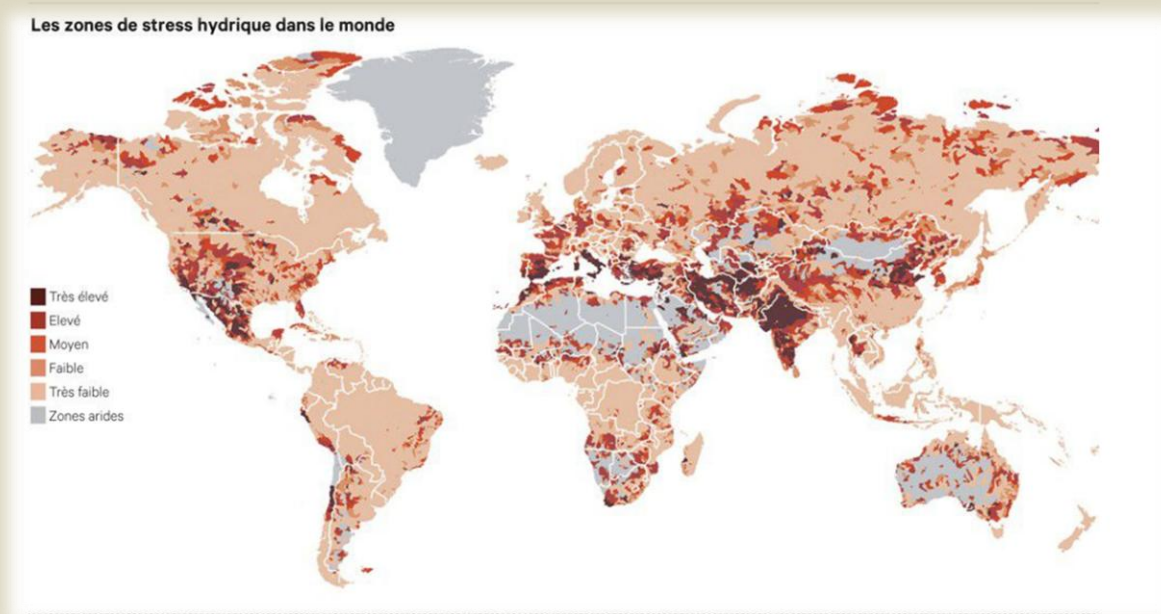 Les zones de stress hydrique dans le monde
Très élevé
Elevé
Moyen
Faible
Très faible
Zones arides